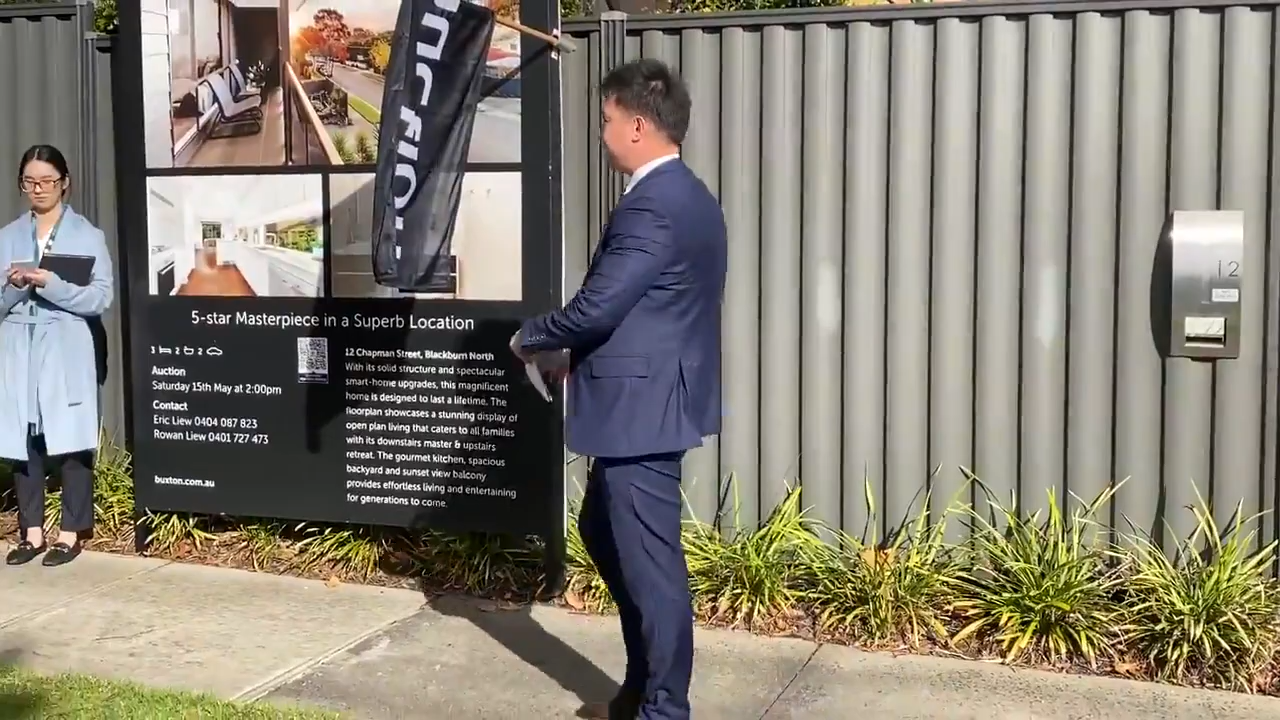 AUCTION
5-star Masterpiece in a Superb Location
3 2 2
Auction
Saturday 15th May at 2:00pm
Contact
Eric Liew 0404 087 823
Rowan Liew 0401 727 473
buxton.com.au
12 Chapman Street, Blackburn North
With its solid structure and spectacular
smart-home upgrades, this magnificent
home is designed to last a lifetime. The
floorplan showcases a stunning display of
open plan living that caters to all families
with its downstairs master & upstairs
retreat. The gourmet kitchen, spacious
backyard and sunset view balcony
provides effortless living and entertaining
for generations to come.
12